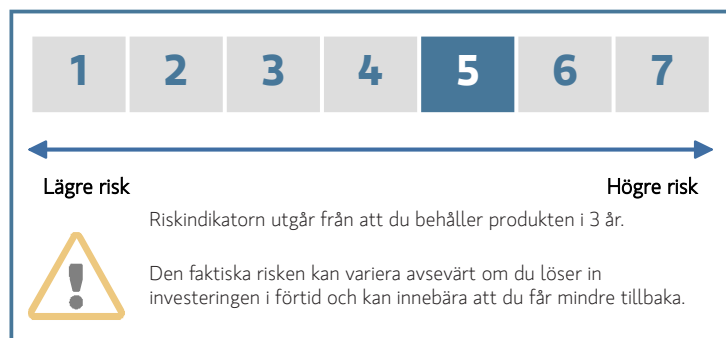 1 2 3 4 5 6 7
Lägre risk Högre risk
Riskindikatorn utgår från att du behåller produkten i 3 år.
Den faktiska risken kan variera avsevärt om du löser in
investeringen i förtid och kan innebära att du får mindre tillbaka.